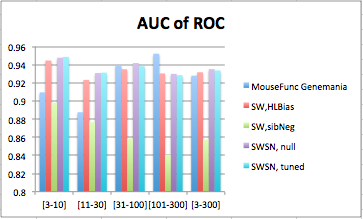 AUC of ROC
0.96
0.94
0.92
0.9
0.88
0.86
0.84
0.82
0.8
[3-10]
[11-30]
[31-100]
[101-300]
[3-300]
MouseFunc Genemania
SW,HLBias
SW,sibNeg
SWSN, null
SWSN, tuned